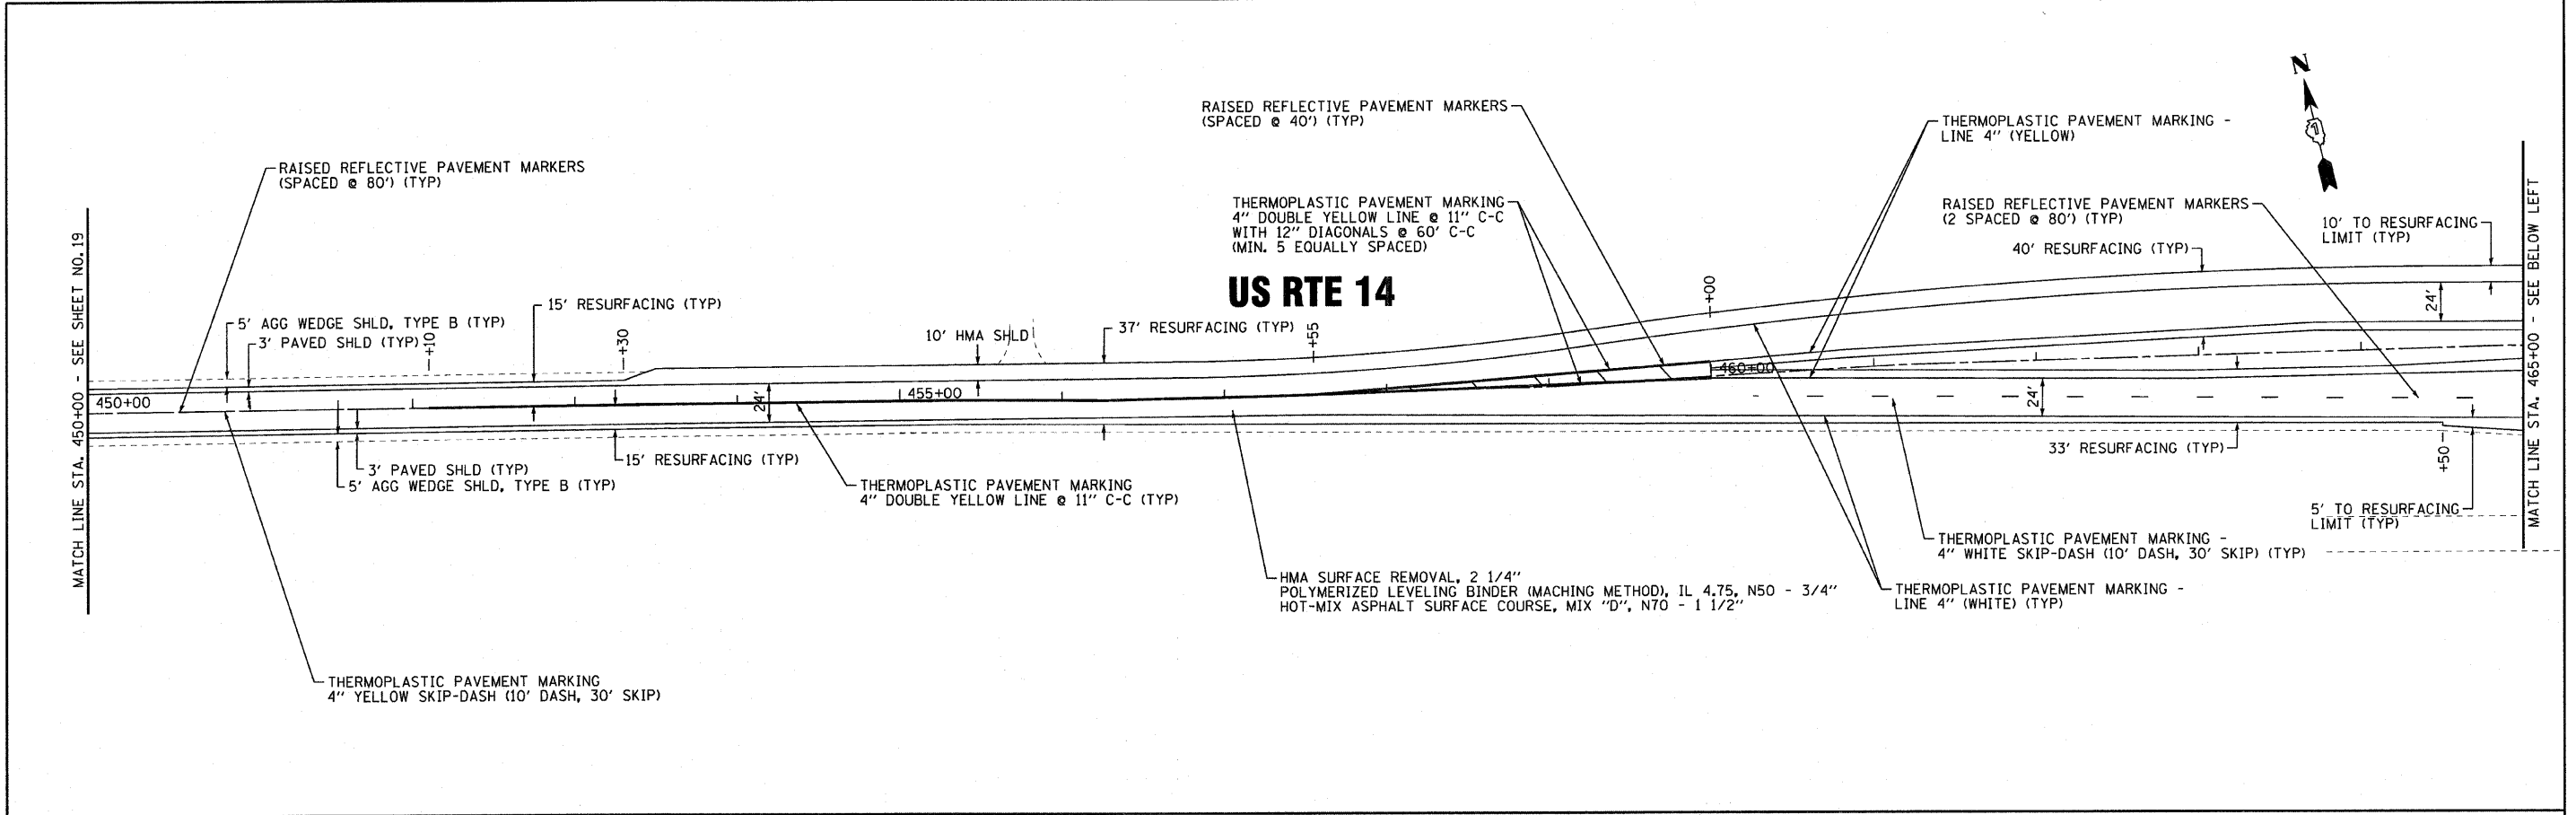 RAISED REFLECTIVE PAVEMENT MARKERS
(SPACED @ 40') (TYP)
THERMOPLASTIC PAVEMENT MARKING -
LINE 4" (YELLOW)
N
RAISED REFLECTIVE PAVEMENT MARKERS
(SPACED @ 80') (TYP)
THERMOPLASTIC PAVEMENT MARKING
4" DOUBLE YELLOW LINE @ 11" C-C
WITH 12" DIAGONALS @ 60' C-C
(MIN. 5 EQUALLY SPACED)
RAISED REFLECTIVE PAVEMENT MARKERS
(2 SPACED @ 80') (TYP)
10' TO RESURFACING
LIMIT (TYP)
40' RESURFACING (TYP)
US RTE 14
MATCH LINE STA. 450+00 - SEE SHEET NO. 19
15' RESURFACING (TYP)
5' AGG WEDGE SHLD, TYPE B (TYP)
3' PAVED SHLD (TYP)
+10
+30
10' HMA SHLD
37' RESURFACING (TYP)
+55
+00
24'
MATCH LINE STA. 465+00 - SEE BELOW LEFT
450+00
24'
455+00
460+00
24'
3' PAVED SHLD (TYP)
5' AGG WEDGE SHLD, TYPE B (TYP)
15' RESURFACING (TYP)
33' RESURFACING (TYP)
+50
THERMOPLASTIC PAVEMENT MARKING
4" DOUBLE YELLOW LINE @ 11" C-C (TYP)
5' TO RESURFACING
LIMIT (TYP)
THERMOPLASTIC PAVEMENT MARKING -
4" WHITE SKIP-DASH (10' DASH, 30' SKIP) (TYP)
HMA SURFACE REMOVAL, 2 1/4"
POLYMERIZED LEVELING BINDER (MACHING METHOD), IL 4.75, N50 - 3/4"
HOT-MIX ASPHALT SURFACE COURSE, MIX "D", N70 - 1 1/2"
THERMOPLASTIC PAVEMENT MARKING -
LINE 4" (WHITE) (TYP)
THERMOPLASTIC PAVEMENT MARKING
4" YELLOW SKIP-DASH (10' DASH, 30' SKIP)